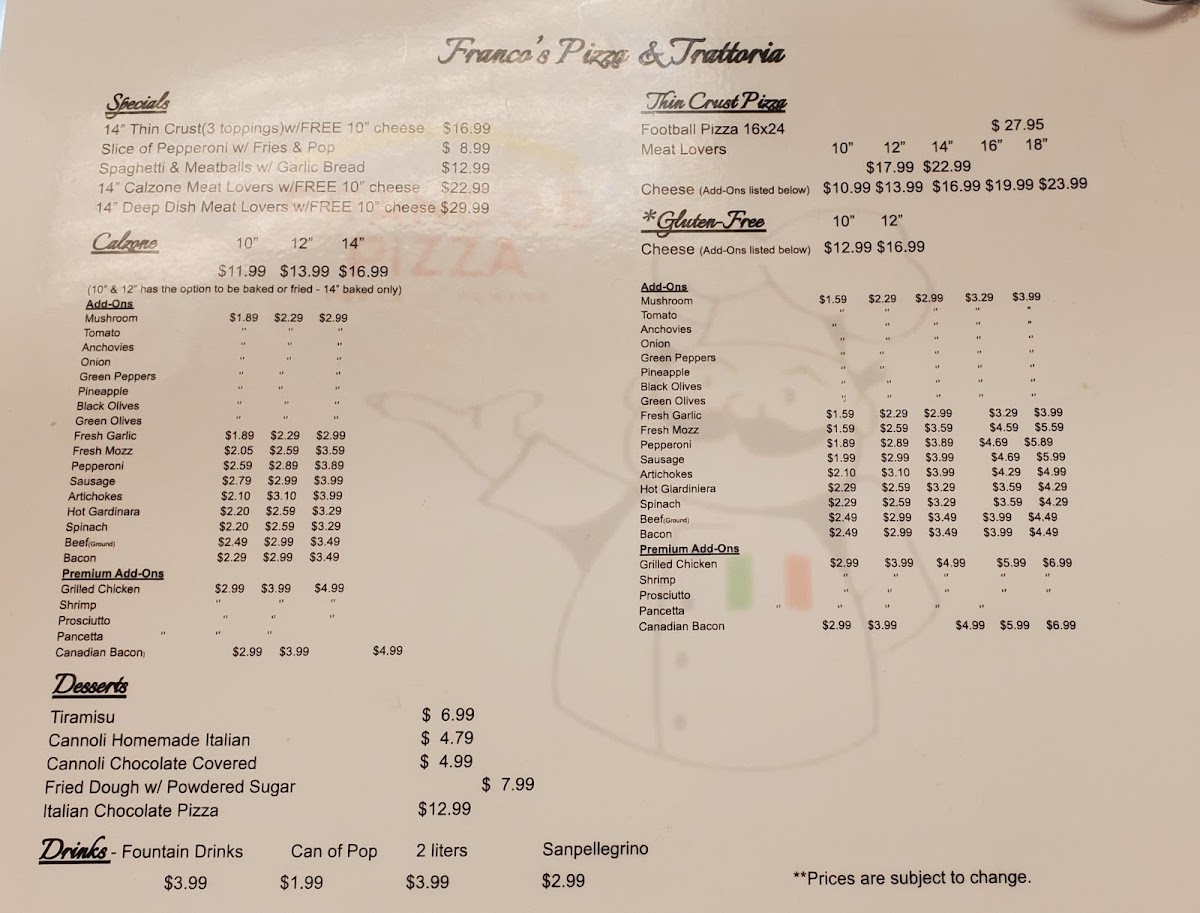 Franco's Pizza & Trattoria
Specials
14" Thin Crust(3 toppings)w/FREE 10" cheese $16.99
Slice of Pepperoni w/ Fries & Pop $ 8.99
Spaghetti & Meatballs w/ Garlic Bread $12.99
14" Calzone Meat Lovers w/FREE 10" cheese $22.99
14" Deep Dish Meat Lovers w/FREE 10" cheese $29.99
Calzone 10" 12" 14"
$11.99 $13.99 $16.99
(10" & 12" has the option to be baked or fried - 14" baked only)
Add-Ons
Mushroom $1.89 $2.29 $2.99
Tomato " " "
Anchovies " " "
Onion " " "
Green Peppers " " "
Pineapple " " "
Black Olives " " "
Green Olives " " "
Fresh Garlic $1.89 $2.29 $2.99
Fresh Mozz $2.05 $2.59 $3.59
Pepperoni $2.59 $2.89 $3.89
Sausage $2.79 $2.99 $3.99
Artichokes $2.10 $3.10 $3.99
Hot Gardinara $2.20 $2.59 $3.29
Spinach $2.20 $2.59 $3.29
Beef(Ground) $2.49 $2.99 $3.49
Bacon $2.29 $2.99 $3.49
Premium Add-Ons
Grilled Chicken $2.99 $3.99 $4.99
Shrimp " " "
Prosciutto " " "
Pancetta " " "
Canadian Bacon) $2.99 $3.99 $4.99
Desserts
Tiramisu $ 6.99
Cannoli Homemade Italian $ 4.79
Cannoli Chocolate Covered $ 4.99
Fried Dough w/ Powdered Sugar $ 7.99
Italian Chocolate Pizza $12.99
Thin Crust Pizza
Football Pizza 16x24 $ 27.95
Meat Lovers 10" 12" 14" 16" 18"
$17.99 $22.99
Cheese (Add-Ons listed below) $10.99 $13.99 $16.99 $19.99 $23.99
*Gluten-Free 10" 12"
Cheese (Add-Ons listed below) $12.99 $16.99
Add-Ons
Mushroom $1.59 $2.29 $2.99 $3.29 $3.99
Tomato " " " " "
Anchovies " " " " "
Onion " " " " "
Green Peppers " " " " "
Pineapple " " " " "
Black Olives " " " " "
Green Olives " " " " "
Fresh Garlic $1.59 $2.29 $2.99 $3.29 $3.99
Fresh Mozz $1.59 $2.59 $3.59 $4.59 $5.59
Pepperoni $1.89 $2.89 $3.89 $4.69 $5.89
Sausage $1.99 $2.99 $3.99 $4.69 $5.99
Artichokes $2.10 $3.10 $3.99 $4.29 $4.99
Hot Giardiniera $2.29 $2.59 $3.29 $3.59 $4.29
Spinach $2.29 $2.59 $3.29 $3.59 $4.29
Beef(Ground) $2.49 $2.99 $3.49 $3.99 $4.49
Bacon $2.49 $2.99 $3.49 $3.99 $4.49
Premium Add-Ons
Grilled Chicken $2.99 $3.99 $4.99 $5.99 $6.99
Shrimp " " " " "
Prosciutto " " " " "
Pancetta " " " " "
Canadian Bacon $2.99 $3.99 $4.99 $5.99 $6.99
Drinks - Fountain Drinks Can of Pop 2 liters Sanpellegrino
$3.99 $1.99 $3.99 $2.99
**Prices are subject to change.
PIZZA